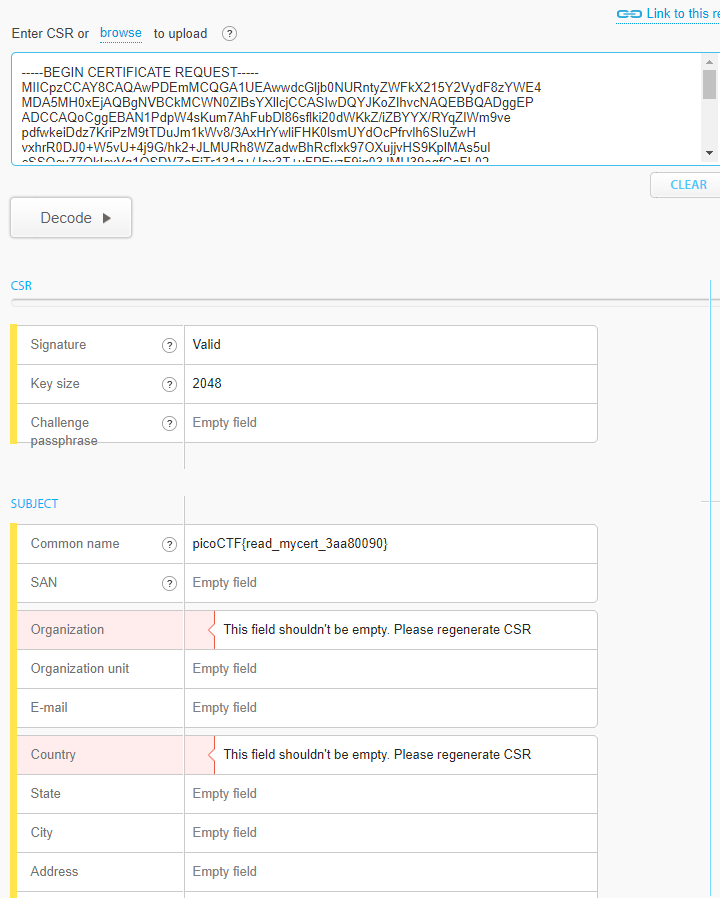 Link to this re
Enter CSR or browse to upload ?
-----BEGIN CERTIFICATE REQUEST-----
MIICpzCCAY8CAQAwPDEmMCQGA1UEAwwdcGljb0NURntyZWFkX215Y2VydF8zYWE4
MDA5MH0xEjAQBgNVBCkMCWN0ZlBsYXllcjCCASIwDQYJKoZIhvcNAQEBBQADggEP
ADCCAQoCggEBAN1PdpW4sKum7AhFubDl86sflki20dWKkZ/iZBYYX/RYqZlWm9ve
pdfwkeiDdz7KriPzM9tTDuJm1kWv8/3AxHrYwliFHK0lsmUYdOcPfrvlh6SluZwH
vxhrR0DJ0+W5vU+4j9G/hk2+JLMURh8WZadwBhRcflxk97OXujjvHS9KplMAs5ul
CLEAR
Decode
CSR
Signature ? Valid
Key size ? 2048
Challenge ? Empty field
passphrase
SUBJECT
Common name ? picoCTF{read_mycert_3aa80090}
SAN ? Empty field
Organization This field shouldn't be empty. Please regenerate CSR
Organization unit Empty field
E-mail Empty field
Country This field shouldn't be empty. Please regenerate CSR
State Empty field
City Empty field
Address Empty field